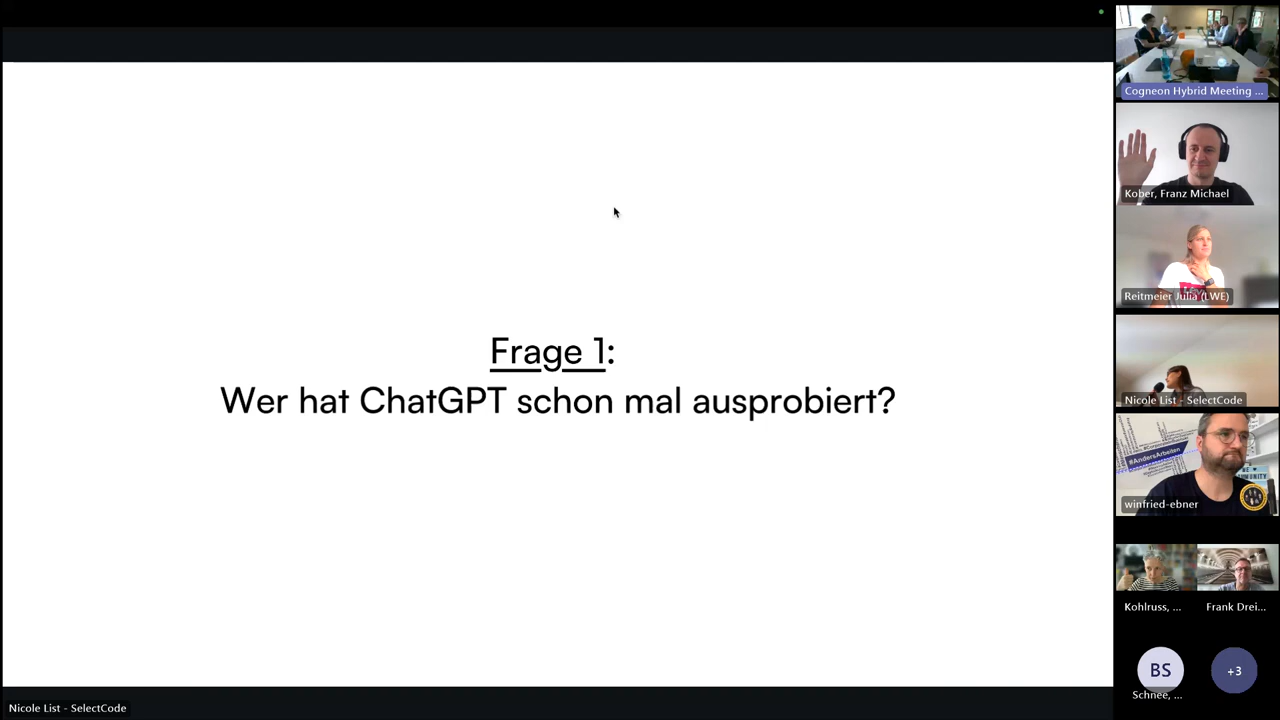 Frage 1:
Wer hat ChatGPT schon mal ausprobiert?
Nicole List - SelectCode
Cogneon Hybrid Meeting ...
Kober, Franz Michael
Reitmeier Julia (LWE)
Nicole List - SelectCode
#AndersArbeiten
winfried-ebner
Kohlruss, ...
Frank Drei...
BS
Schnee, ...
+3